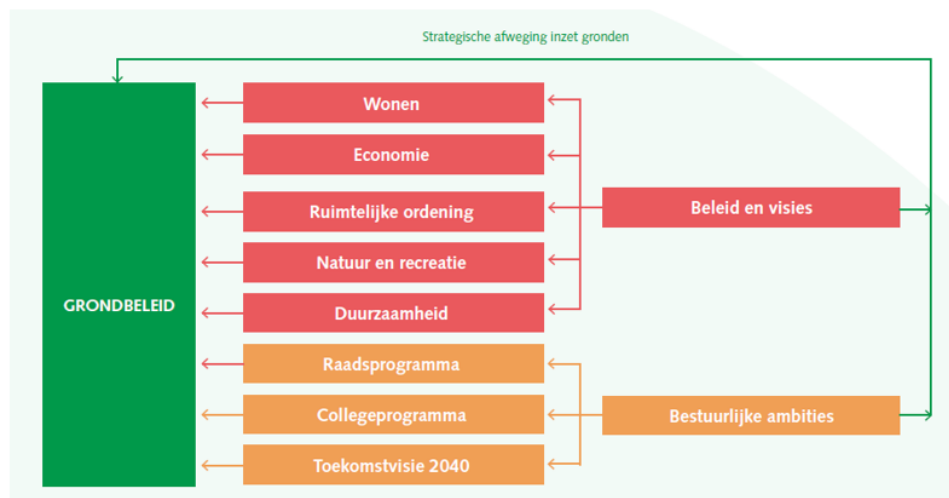 Strategische afweging inzet gronden
GRONDBELEID
Wonen
Economie
Ruimtelijke ordening
Natuur en recreatie
Duurzaamheid
Raadsprogramma
Collegeprogramma
Toekomstvisie 2040
Beleid en visies
Bestuurlijke ambities